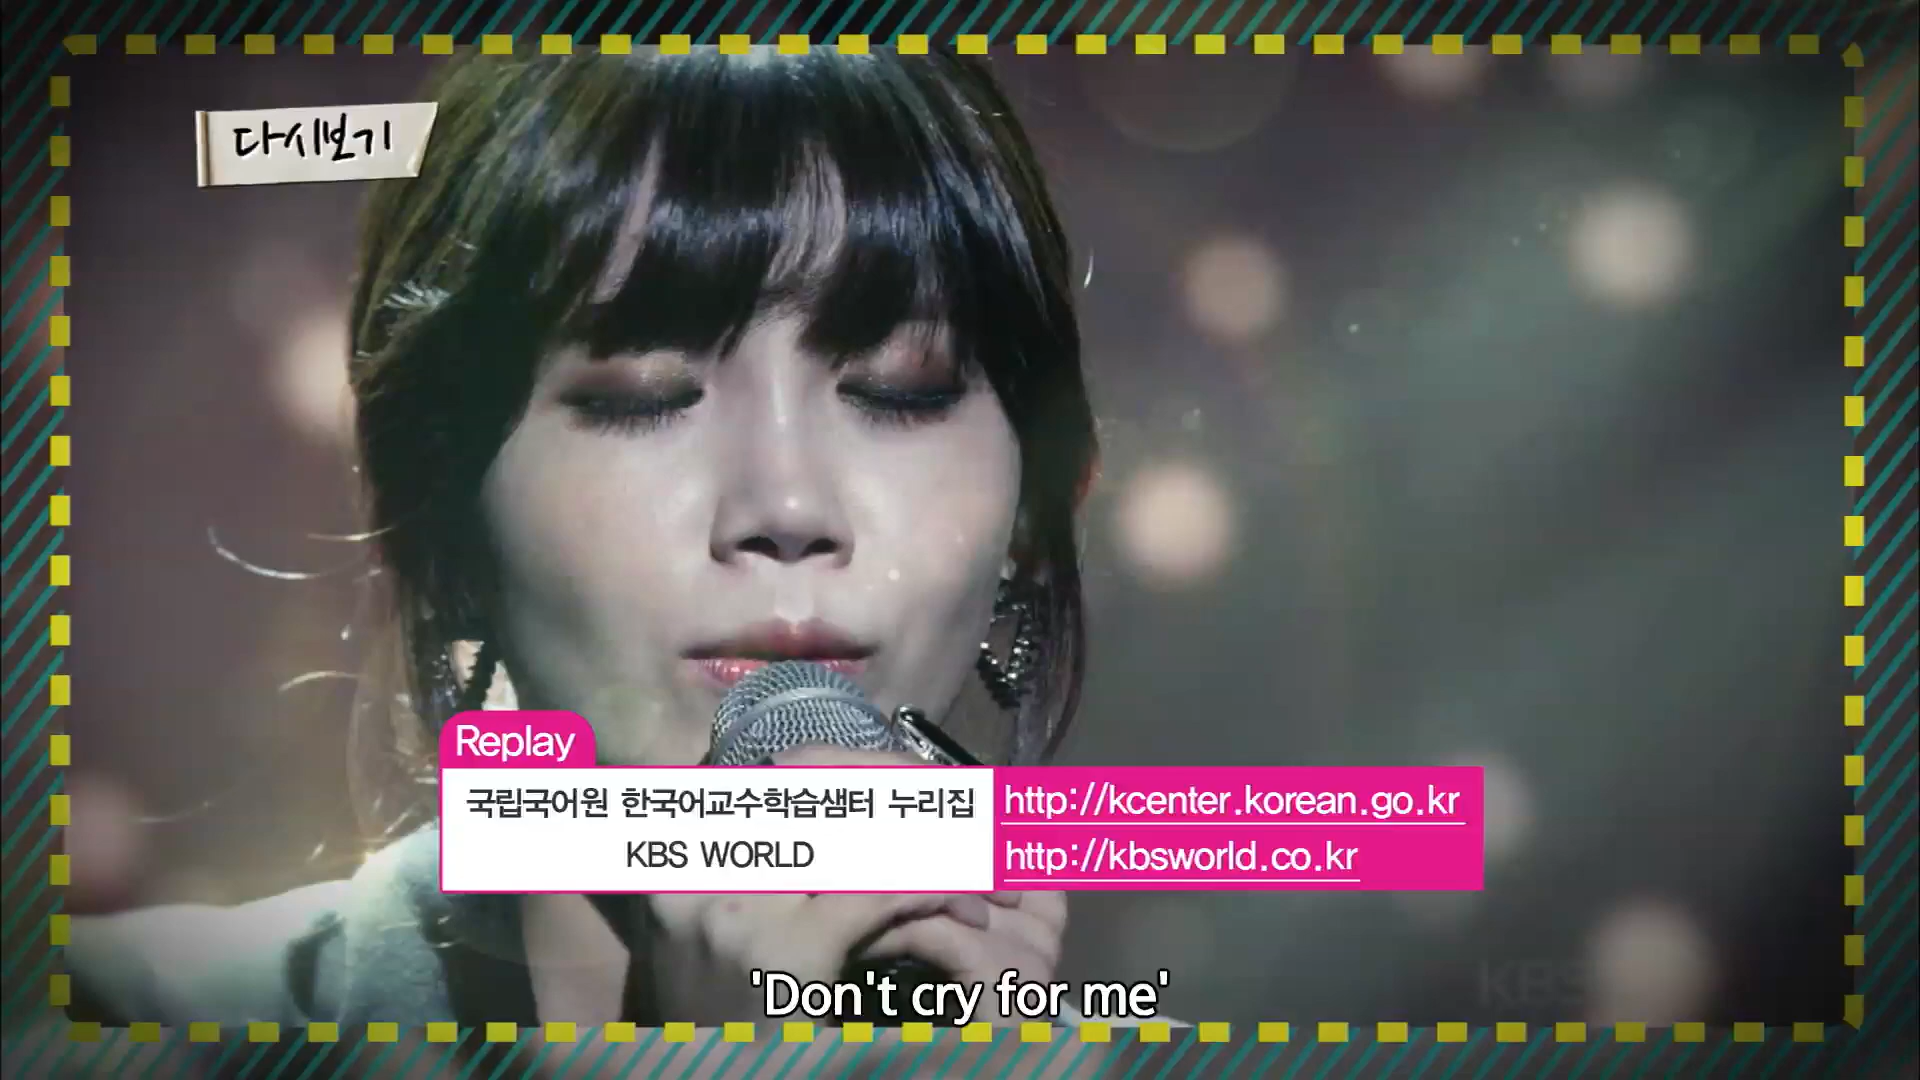 다시보기
Replay
국립국어원 한국어교수학습샘터 누리집 http://kcenter.korean.go.kr
KBS WORLD http://kbsworld.co.kr
KBS
'Don't cry for me'